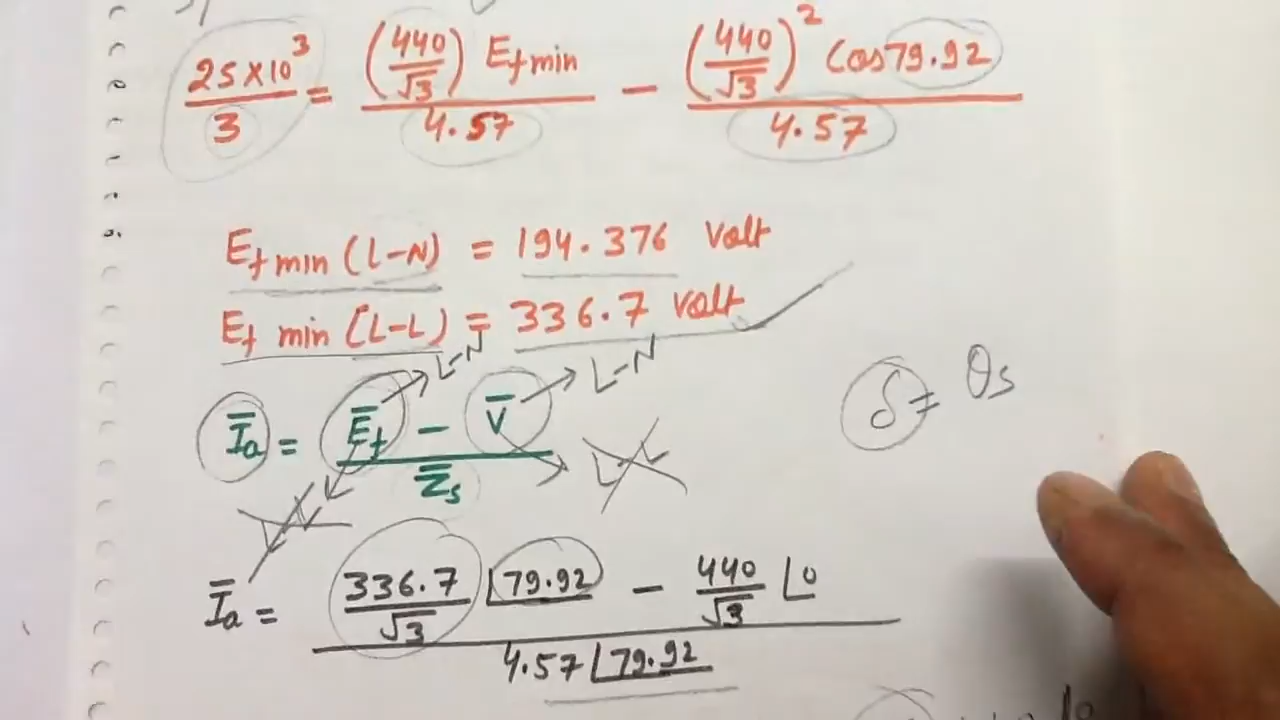 25×10³/3 = (440/√3) Ef min / 4.57 − (440/√3)² Cos 79.92 / 4.57
Ef min (L-N) = 194.376 Volt
Ef min (L-L) = 336.7 Volt
L-N
L-N
Īa = Ēf − V̄ / Z̄s
δ = θs
L-L
Īa = 336.7/√3 ∠79.92 − 440/√3 ∠0 / 4.57 ∠79.92